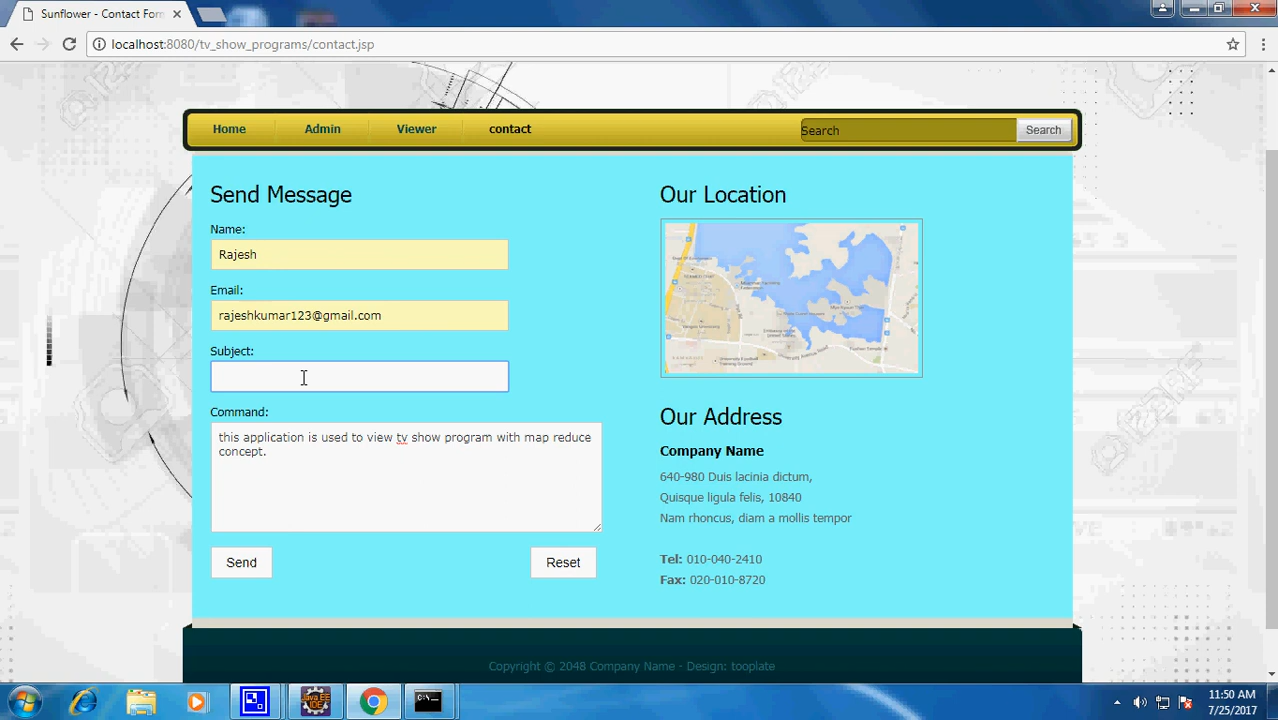 Sunflower - Contact Form
localhost:8080/tv_show_programs/contact.jsp
Home Admin Viewer contact Search Search
Send Message
Name:
Rajesh
Email:
rajeshkumar123@gmail.com
Subject:
Command:
this application is used to view tv show program with map reduce
concept.
Send Reset
Our Location
Our Address
Company Name
640-980 Duis lacinia dictum,
Quisque ligula felis, 10840
Nam rhoncus, diam a mollis tempor
Tel: 010-040-2410
Fax: 020-010-8720
Copyright © 2048 Company Name - Design: tooplate
Java EE
IDE
C:\
11:50 AM
7/25/2017